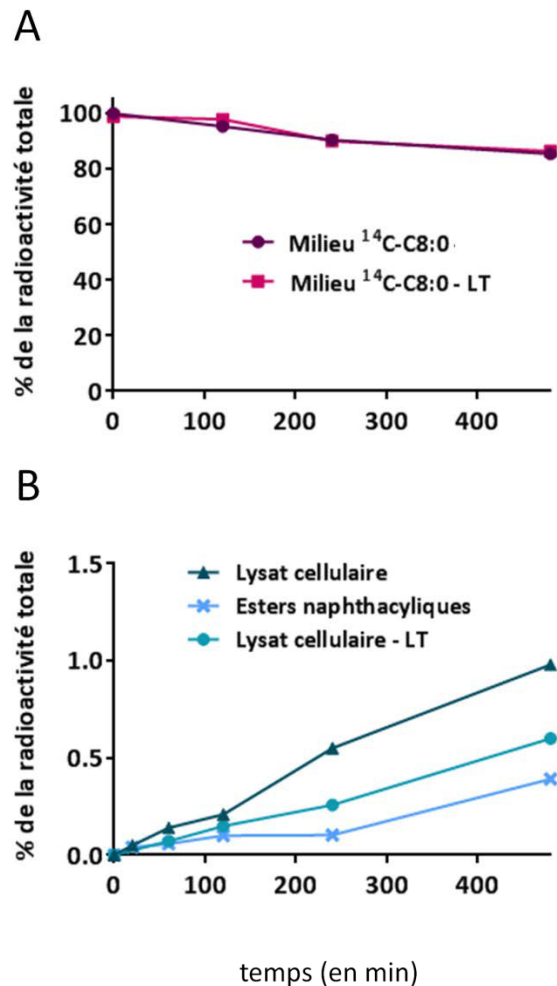 A
% de la radioactivité totale
100
80
60
40
20
0
Milieu ¹⁴C-C8:0
Milieu ¹⁴C-C8:0 - LT
0 100 200 300 400
B
% de la radioactivité totale
1.5
1.0
0.5
0.0
Lysat cellulaire
Esters naphthacyliques
Lysat cellulaire - LT
0 100 200 300 400
temps (en min)